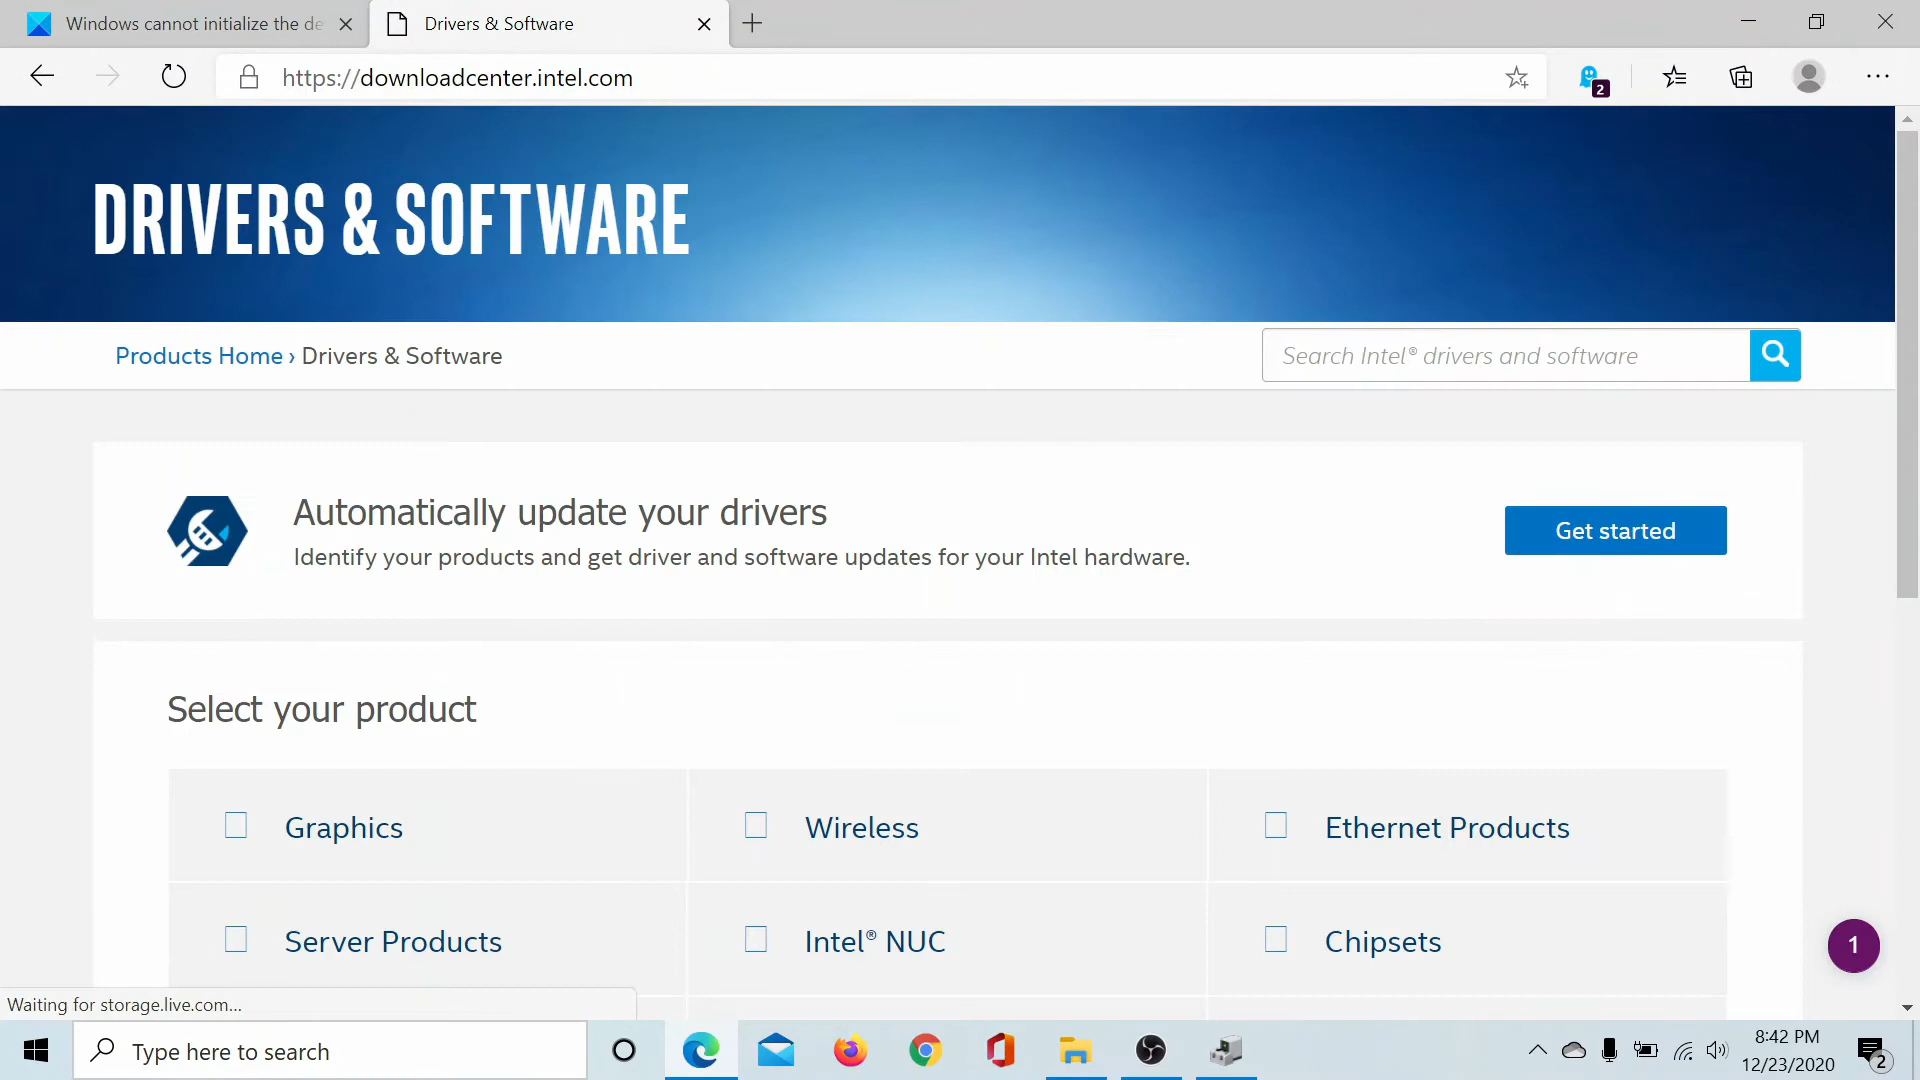 Windows cannot initialize the de
Drivers & Software
https://downloadcenter.intel.com
2
DRIVERS & SOFTWARE
Products Home › Drivers & Software
Search Intel® drivers and software
Automatically update your drivers
Identify your products and get driver and software updates for your Intel hardware.
Get started
Select your product
Graphics
Wireless
Ethernet Products
Server Products
Intel® NUC
Chipsets
1
Waiting for storage.live.com...
Type here to search
8:42 PM
12/23/2020
2